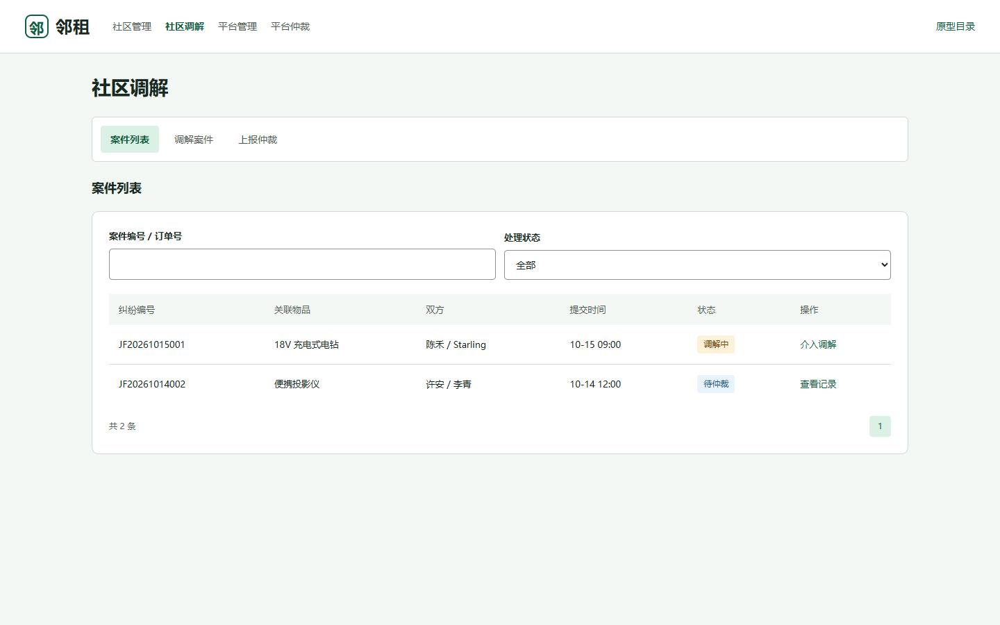 邻 邻租 社区管理 社区调解 平台管理 平台仲裁 原型目录
社区调解
案件列表 调解案件 上报仲裁
案件列表
案件编号 / 订单号 处理状态
全部
纠纷编号 关联物品 双方 提交时间 状态 操作
JF20261015001 18V 充电式电钻 陈禾 / Starling 10-15 09:00 调解中 介入调解
JF20261014002 便携投影仪 许安 / 李青 10-14 12:00 待仲裁 查看记录
共 2 条 1